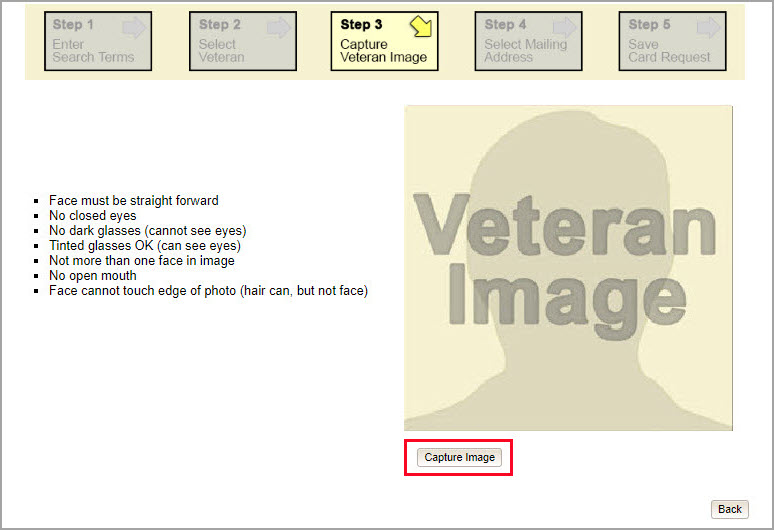 Step 1
Enter
Search Terms
Step 2
Select
Veteran
Step 3
Capture
Veteran Image
Step 4
Select Mailing
Address
Step 5
Save
Card Request
Face must be straight forward
No closed eyes
No dark glasses (cannot see eyes)
Tinted glasses OK (can see eyes)
Not more than one face in image
No open mouth
Face cannot touch edge of photo (hair can, but not face)
Veteran
Image
Capture Image
Back